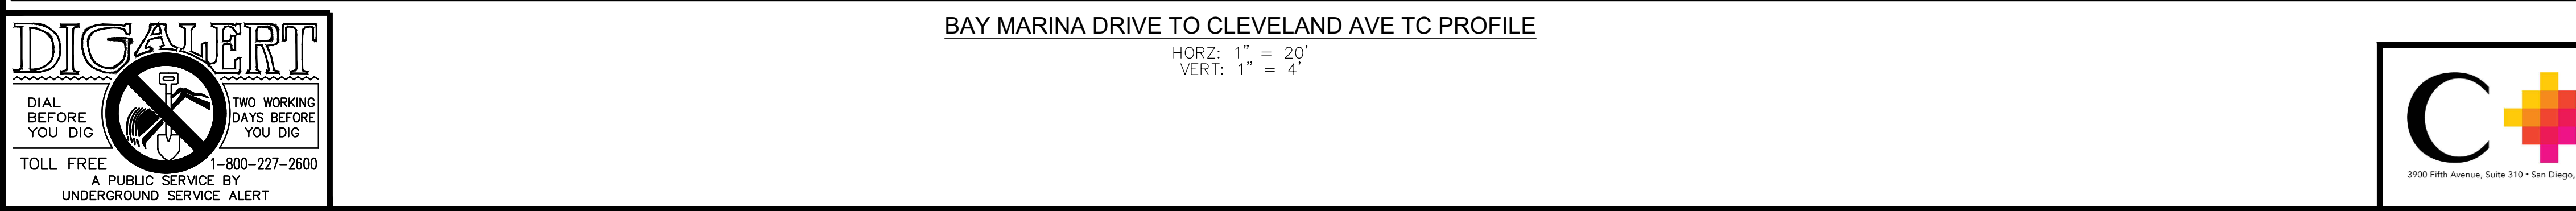 DIGALERT
DIAL
BEFORE
YOU DIG
TWO WORKING
DAYS BEFORE
YOU DIG
TOLL FREE
1-800-227-2600
A PUBLIC SERVICE BY
UNDERGROUND SERVICE ALERT
BAY MARINA DRIVE TO CLEVELAND AVE TC PROFILE
HORZ: 1” = 20’
VERT: 1” = 4’
C
3900 Fifth Avenue, Suite 310 • San Diego,